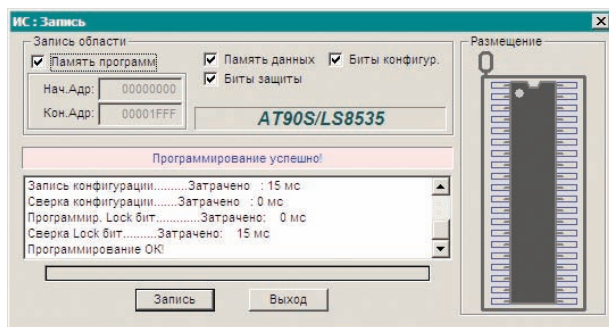 ИС : Запись
Запись области
Память программ
Память данных
Биты конфигур.
Биты защиты
Нач.Адр: 00000000
Кон.Адр: 00001FFF
AT90S/LS8535
Размещение
Программирование успешно!
Запись конфигурации.........Затрачено : 15 мс
Сверка конфигурации.......Затрачено : 0 мс
Программир. Lock бит............Затрачено: 0 мс
Сверка Lock бит.........Затрачено: 15 мс
Программирование OK!
Запись
Выход